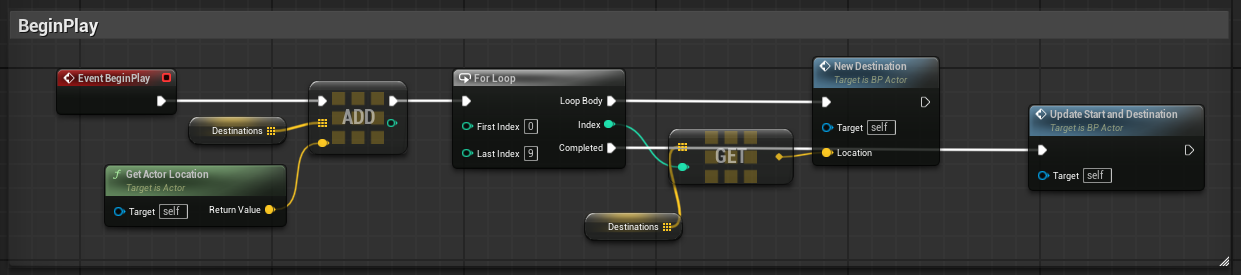 BeginPlay
Event BeginPlay
Destinations
ADD
Get Actor Location
Target is Actor
Target self
Return Value
For Loop
Loop Body
First Index 0
Index
Last Index 9
Completed
GET
Destinations
New Destination
Target is BP Actor
Target self
Location
Update Start and Destination
Target is BP Actor
Target self